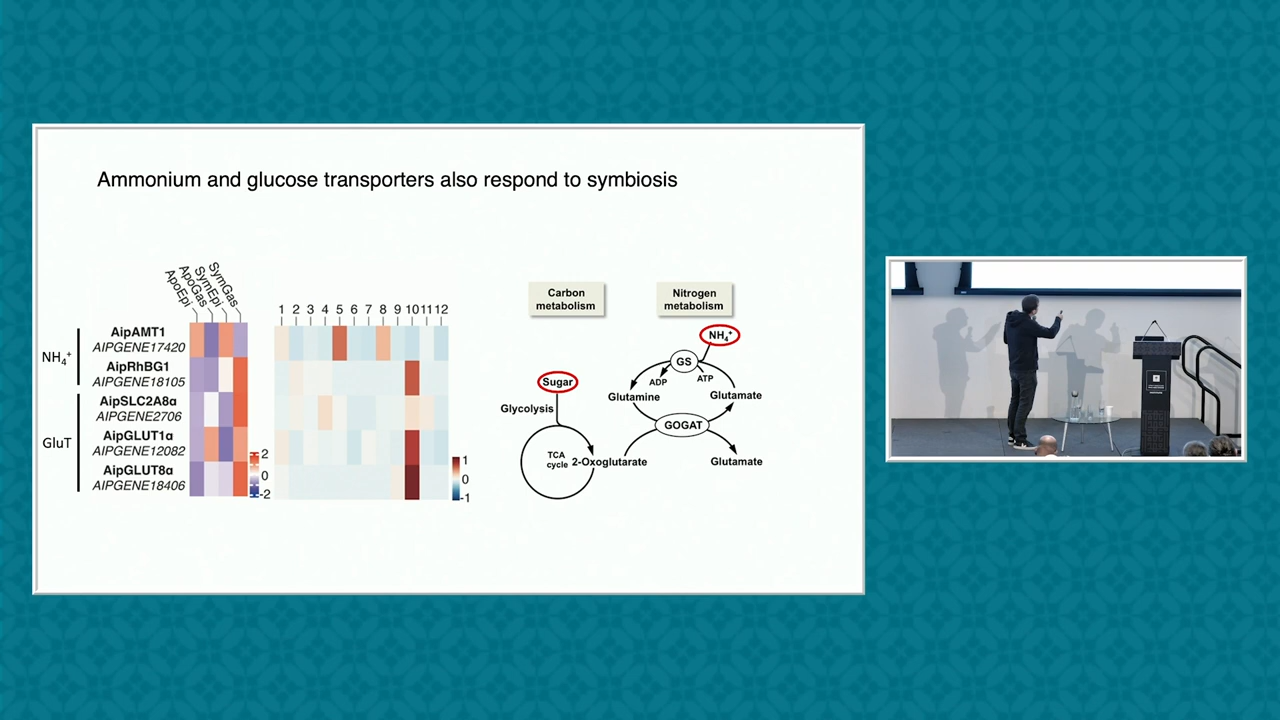 Ammonium and glucose transporters also respond to symbiosis
ApoEpi
ApoGas
SymEpi
SymGas
1 2 3 4 5 6 7 8 9 10 11 12
NH₄⁺
AipAMT1
AIPGENE17420
AipRhBG1
AIPGENE18105
GluT
AipSLC2A8α
AIPGENE2706
AipGLUT1α
AIPGENE12082
AipGLUT8α
AIPGENE18406
2
0
-2
1
0
-1
Carbon
metabolism
Nitrogen
metabolism
NH₄⁺
GS
ADP
ATP
Sugar
Glutamine
Glutamate
Glycolysis
GOGAT
TCA
cycle
2-Oxoglutarate
Glutamate